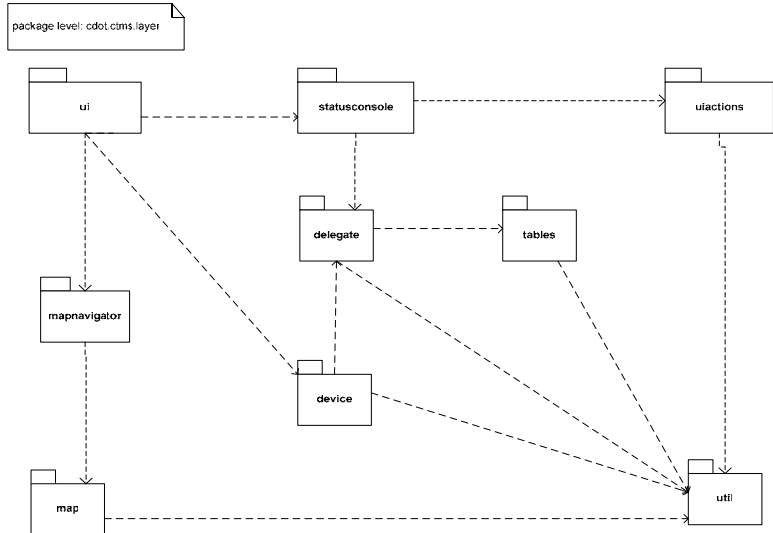 package level: cdot.ctms.layer
ui
statusconsole
uiactions
delegate
tables
mapnavigator
device
map
util